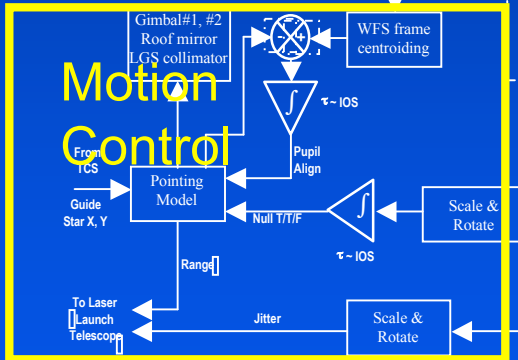 Gimbal#1, #2
Roof mirror
LGS collimator
- +
WFS frame
centroiding
Motion
Control
∫
τ ~ IOS
From
TCS
Pupil
Align
Pointing
Model
Guide
Star X, Y
Null T/T/F
∫
τ ~ IOS
Scale &
Rotate
Range
To Laser
Launch
Telescope
Jitter
Scale &
Rotate